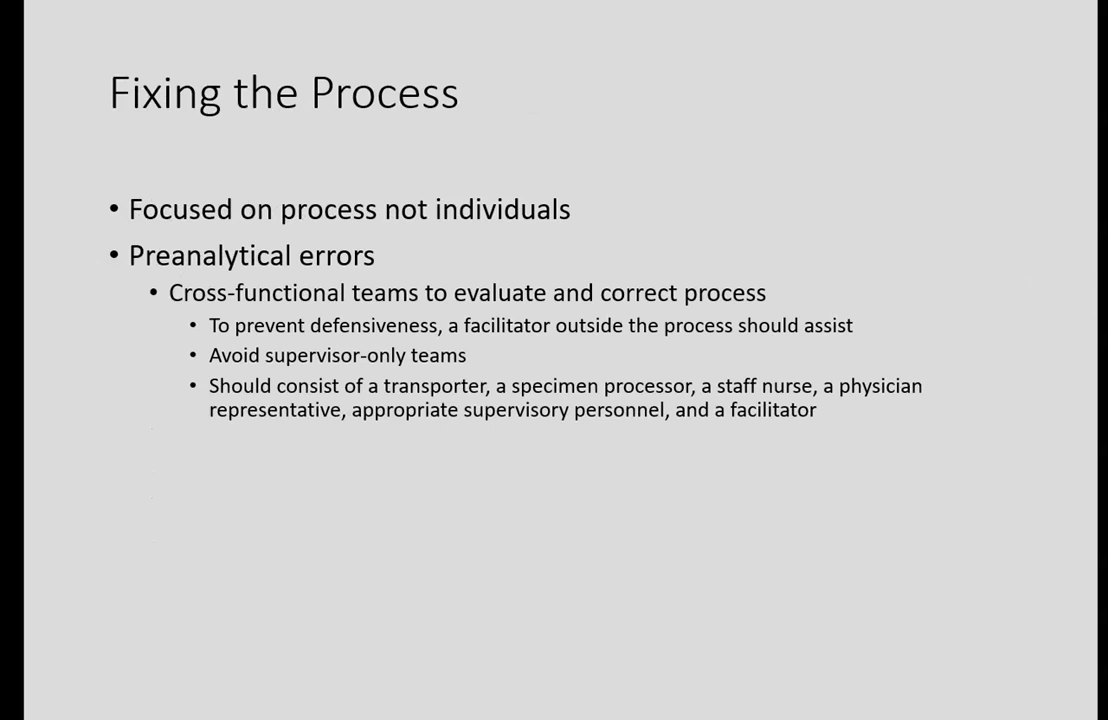 Fixing the Process
• Focused on process not individuals
• Preanalytical errors
• Cross-functional teams to evaluate and correct process
• To prevent defensiveness, a facilitator outside the process should assist
• Avoid supervisor-only teams
• Should consist of a transporter, a specimen processor, a staff nurse, a physician
representative, appropriate supervisory personnel, and a facilitator